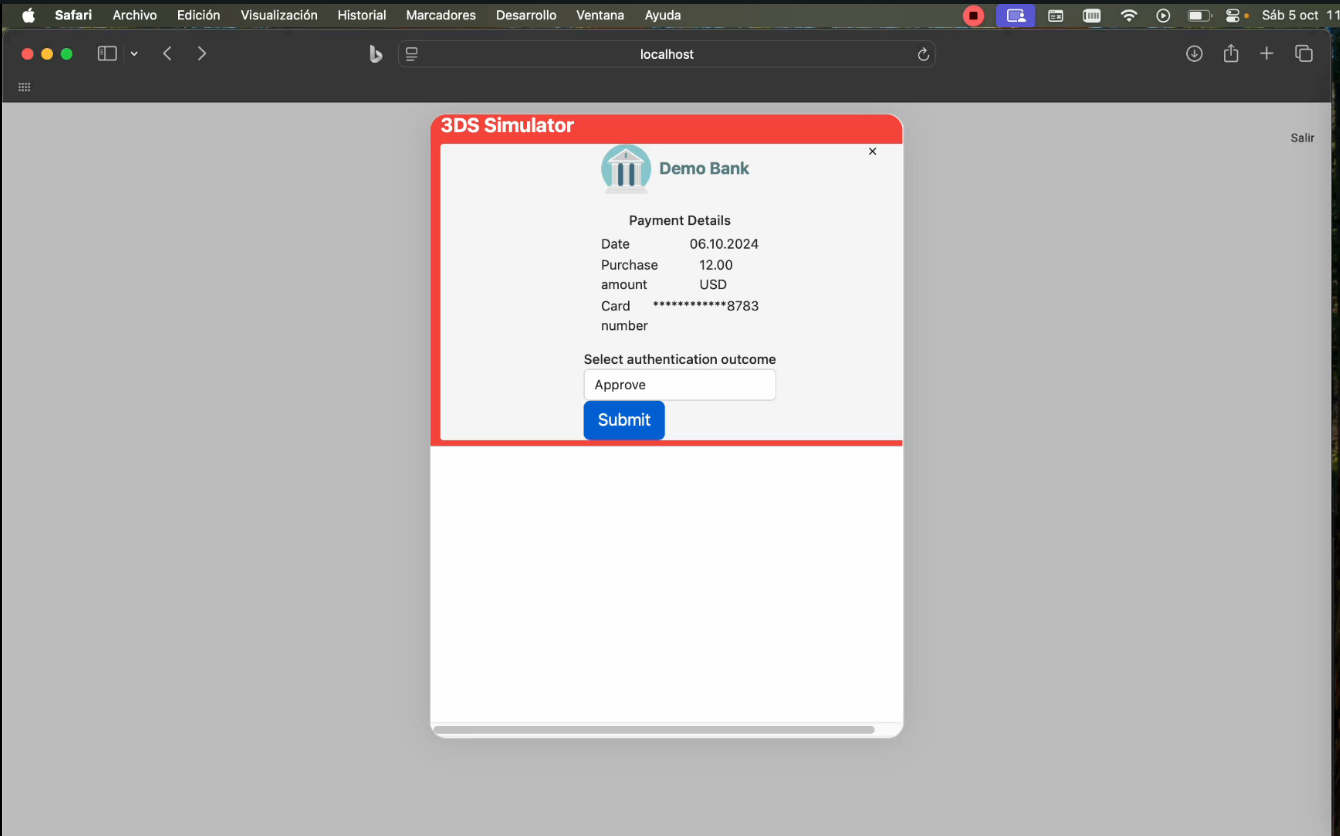 Safari Archivo Edición Visualización Historial Marcadores Desarrollo Ventana Ayuda Sáb 5 oct 11
localhost
Salir
3DS Simulator
×
Demo Bank
Payment Details
Date 06.10.2024
Purchase 12.00
amount USD
Card ************8783
number
Select authentication outcome
Approve
Submit